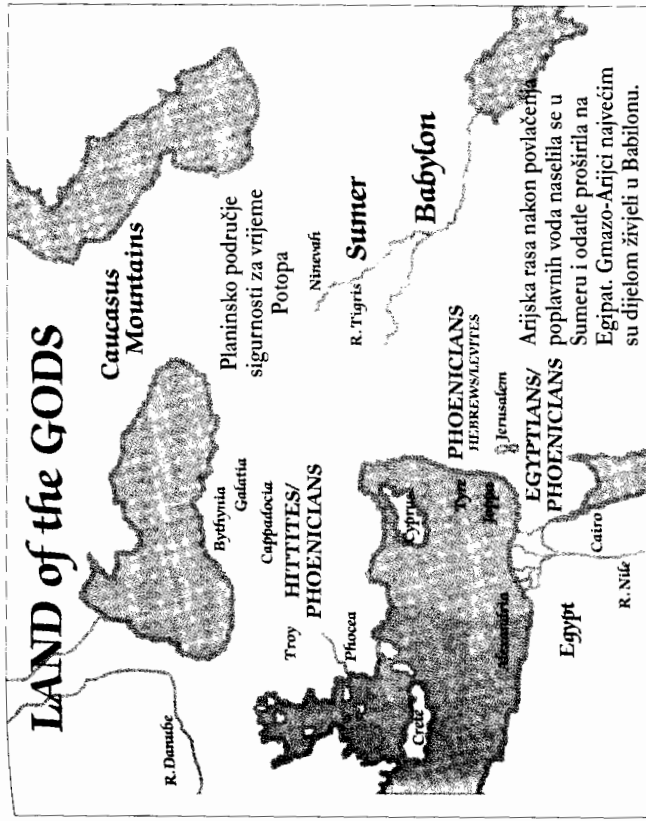 LAND of the GODS
Caucasus
Mountains
Planinsko područje
sigurnosti za vrijeme
Potopa
R. Danube
Bythynia
Galatia
Cappadocia
HITTITES/
PHOENICIANS
Troy
Phocea
Ninevah
R. Tigris
Sumer
Babylon
Crete
Cyprus
PHOENICIANS
HEBREWS/LEVITES
Tyre
Joppa
Jerusalem
EGYPTIANS/
PHOENICIANS
Alexandria
Cairo
Egypt
R. Nile
Arijska rasa nakon povlačenja
poplavnih voda naselila se u
Sumeru i odatle proširila na
Egipat. Gmazo-Arijci najvećim
su dijelom živjeli u Babilonu.